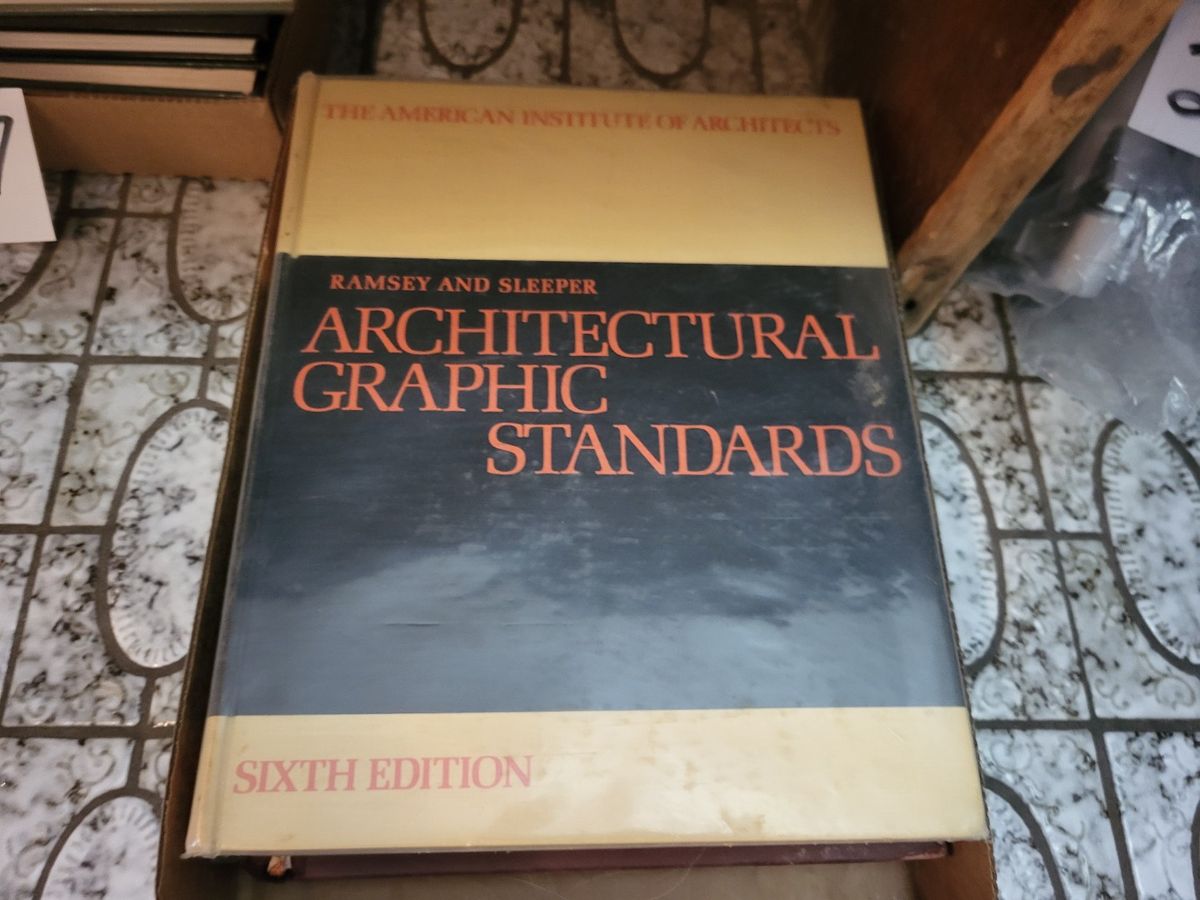 THE AMERICAN INSTITUTE OF ARCHITECTS
RAMSEY AND SLEEPER
ARCHITECTURAL
GRAPHIC
STANDARDS
SIXTH EDITION